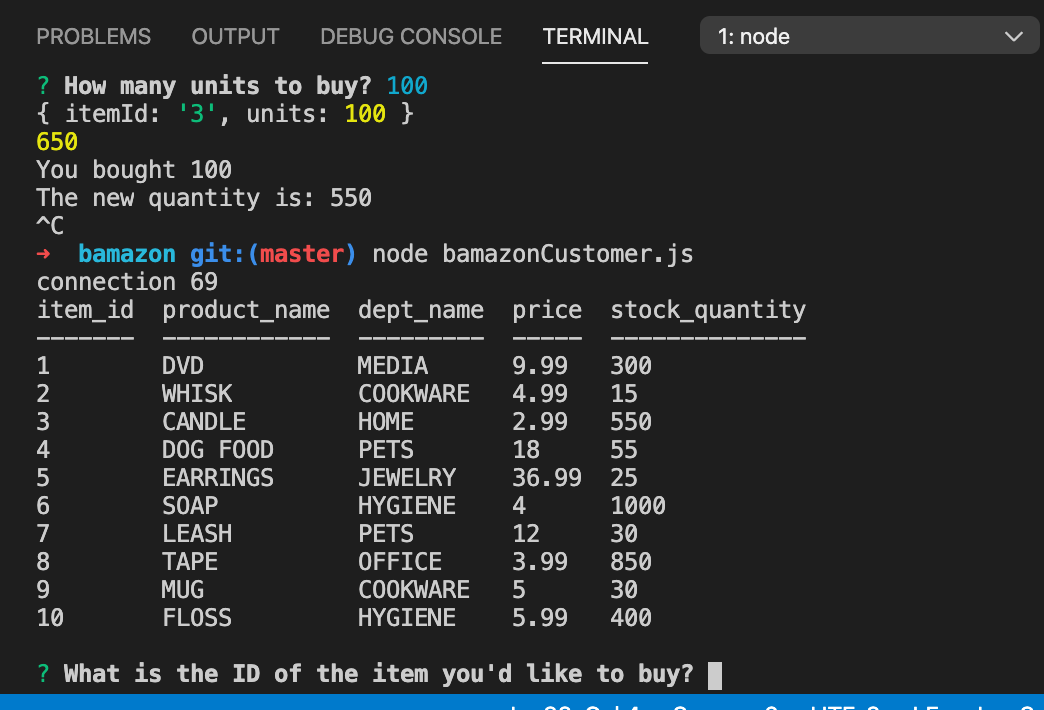 PROBLEMS OUTPUT DEBUG CONSOLE TERMINAL 1: node
? How many units to buy? 100
{ itemId: '3', units: 100 }
650
You bought 100
The new quantity is: 550
^C
→ bamazon git:(master) node bamazonCustomer.js
connection 69
item_id product_name dept_name price stock_quantity
------- ------------ --------- ----- --------------
1 DVD MEDIA 9.99 300
2 WHISK COOKWARE 4.99 15
3 CANDLE HOME 2.99 550
4 DOG FOOD PETS 18 55
5 EARRINGS JEWELRY 36.99 25
6 SOAP HYGIENE 4 1000
7 LEASH PETS 12 30
8 TAPE OFFICE 3.99 850
9 MUG COOKWARE 5 30
10 FLOSS HYGIENE 5.99 400
? What is the ID of the item you'd like to buy?